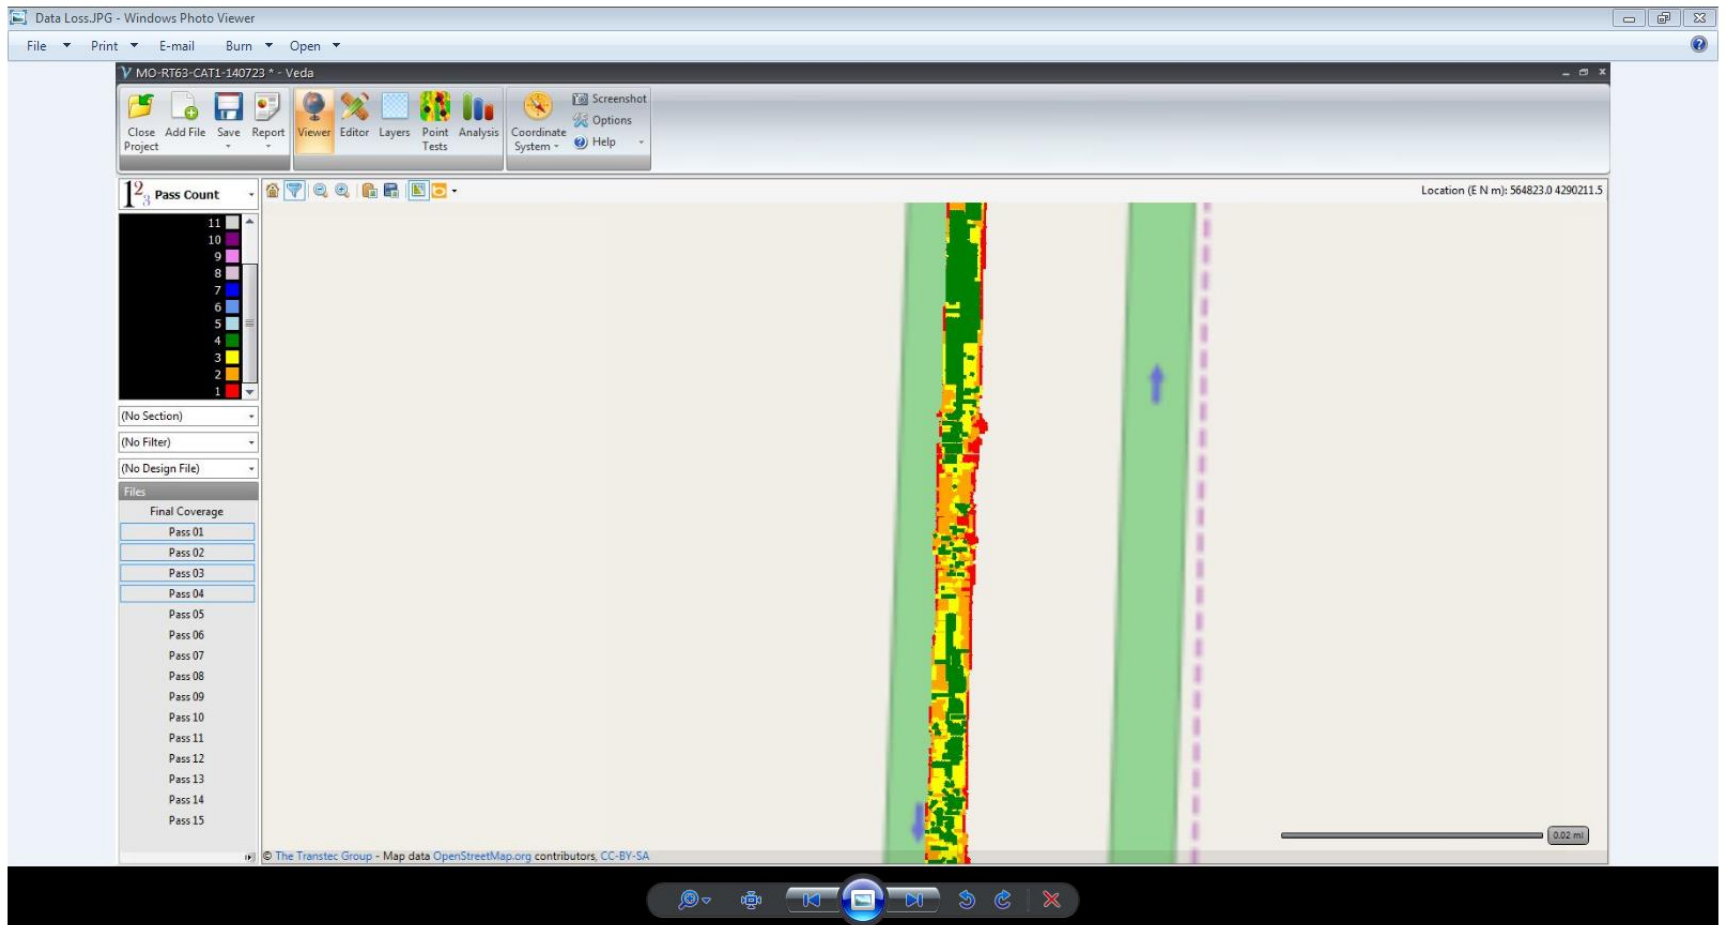 Data Loss.JPG - Windows Photo Viewer
File Print E-mail Burn Open
MO-RT63-CAT1-140723 * - Veda
Close Project Add File Save Report Viewer Editor Layers Point Tests Analysis Coordinate System Screenshot
Options
Help
123 Pass Count
Location (E N m): 564823.0 4290211.5
11
10
9
8
7
6
5
4
3
2
1
(No Section)
(No Filter)
(No Design File)
Files
Final Coverage
Pass 01
Pass 02
Pass 03
Pass 04
Pass 05
Pass 06
Pass 07
Pass 08
Pass 09
Pass 10
Pass 11
Pass 12
Pass 13
Pass 14
Pass 15
0.02 mi
© The Transtec Group - Map data OpenStreetMap.org contributors, CC-BY-SA